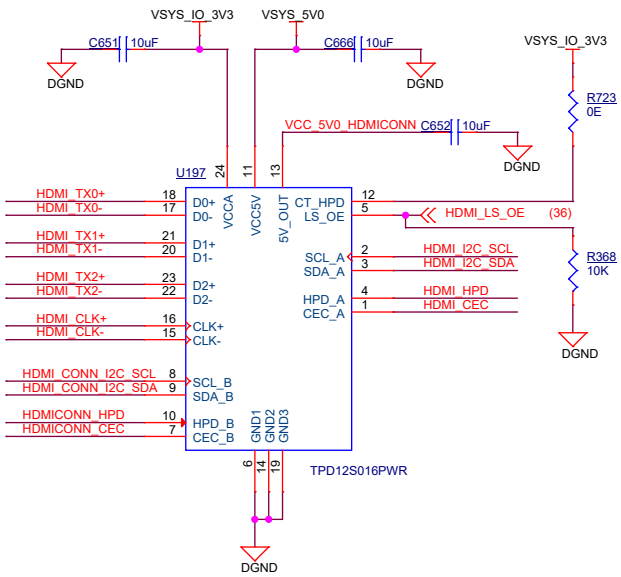 VSYS_IO_3V3
VSYS_5V0
C651 10uF
C666 10uF
VSYS_IO_3V3
DGND
DGND
R723
0E
VCC_5V0_HDMICONN
C652 10uF
DGND
U197
24
11
13
VCCA
VCC5V
5V_OUT
HDMI_TX0+ 18 D0+
HDMI_TX0- 17 D0-
HDMI_TX1+ 21 D1+
HDMI_TX1- 20 D1-
HDMI_TX2+ 23 D2+
HDMI_TX2- 22 D2-
HDMI_CLK+ 16 CLK+
HDMI_CLK- 15 CLK-
HDMI_CONN_I2C_SCL 8 SCL_B
HDMI_CONN_I2C_SDA 9 SDA_B
HDMICONN_HPD 10 HPD_B
HDMICONN_CEC 7 CEC_B
CT_HPD 12
LS_OE 5 HDMI_LS_OE (36)
SCL_A 2 HDMI_I2C_SCL
SDA_A 3 HDMI_I2C_SDA
HPD_A 4 HDMI_HPD
CEC_A 1 HDMI_CEC
R368
10K
DGND
GND1
GND2
GND3
6
14
19
TPD12S016PWR
DGND